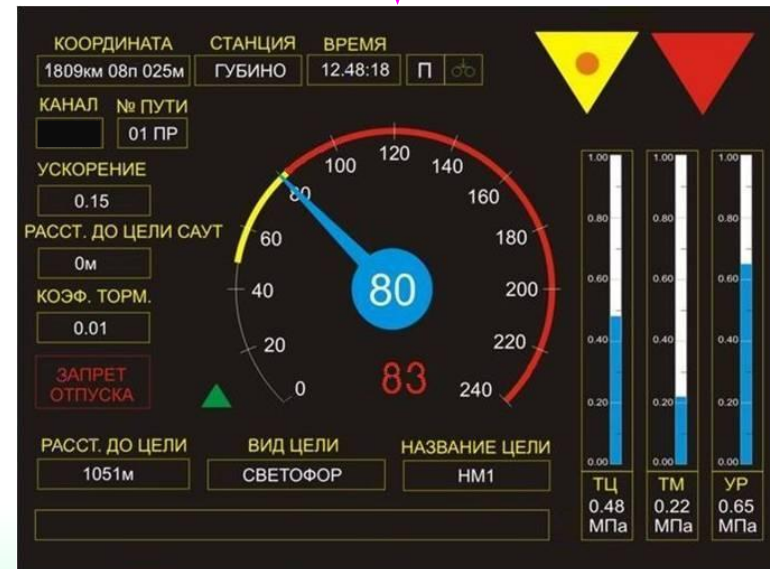 КООРДИНАТА СТАНЦИЯ ВРЕМЯ
1809км 08п 025м ГУБИНО 12.48:18 П
КАНАЛ № ПУТИ
01 ПР
УСКОРЕНИЕ
0.15
РАССТ. ДО ЦЕЛИ САУТ
0м
КОЭФ. ТОРМ.
0.01
ЗАПРЕТ
ОТПУСКА
0
20
40
60
80
100
120
140
160
180
200
220
240
80
83
РАССТ. ДО ЦЕЛИ ВИД ЦЕЛИ НАЗВАНИЕ ЦЕЛИ
1051м СВЕТОФОР НМ1
1.00 1.00 1.00
0.80 0.80 0.80
0.60 0.60 0.60
0.40 0.40 0.40
0.20 0.20 0.20
0.00 0.00 0.00
ТЦ ТМ УР
0.48 0.22 0.65
МПа МПа МПа